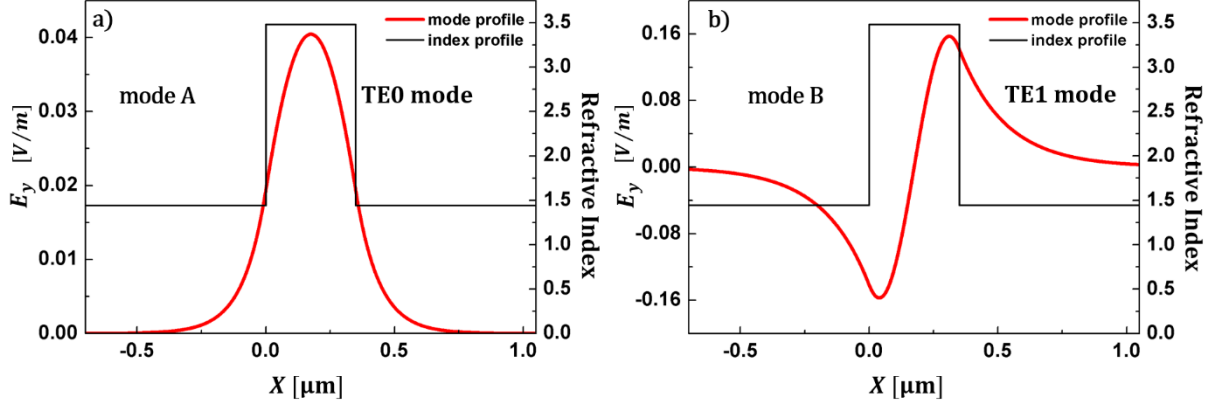 a)
mode profile
index profile
mode A
TE0 mode
0.04
0.03
0.02
0.01
0.00
E_y [V/m]
3.5
3.0
2.5
2.0
1.5
1.0
0.5
0.0
Refractive Index
-0.5
0.0
0.5
1.0
X [μm]
b)
mode profile
index profile
mode B
TE1 mode
0.16
0.08
0.00
-0.08
-0.16
E_y [V/m]
3.5
3.0
2.5
2.0
1.5
1.0
0.5
0.0
Refractive Index
-0.5
0.0
0.5
1.0
X [μm]